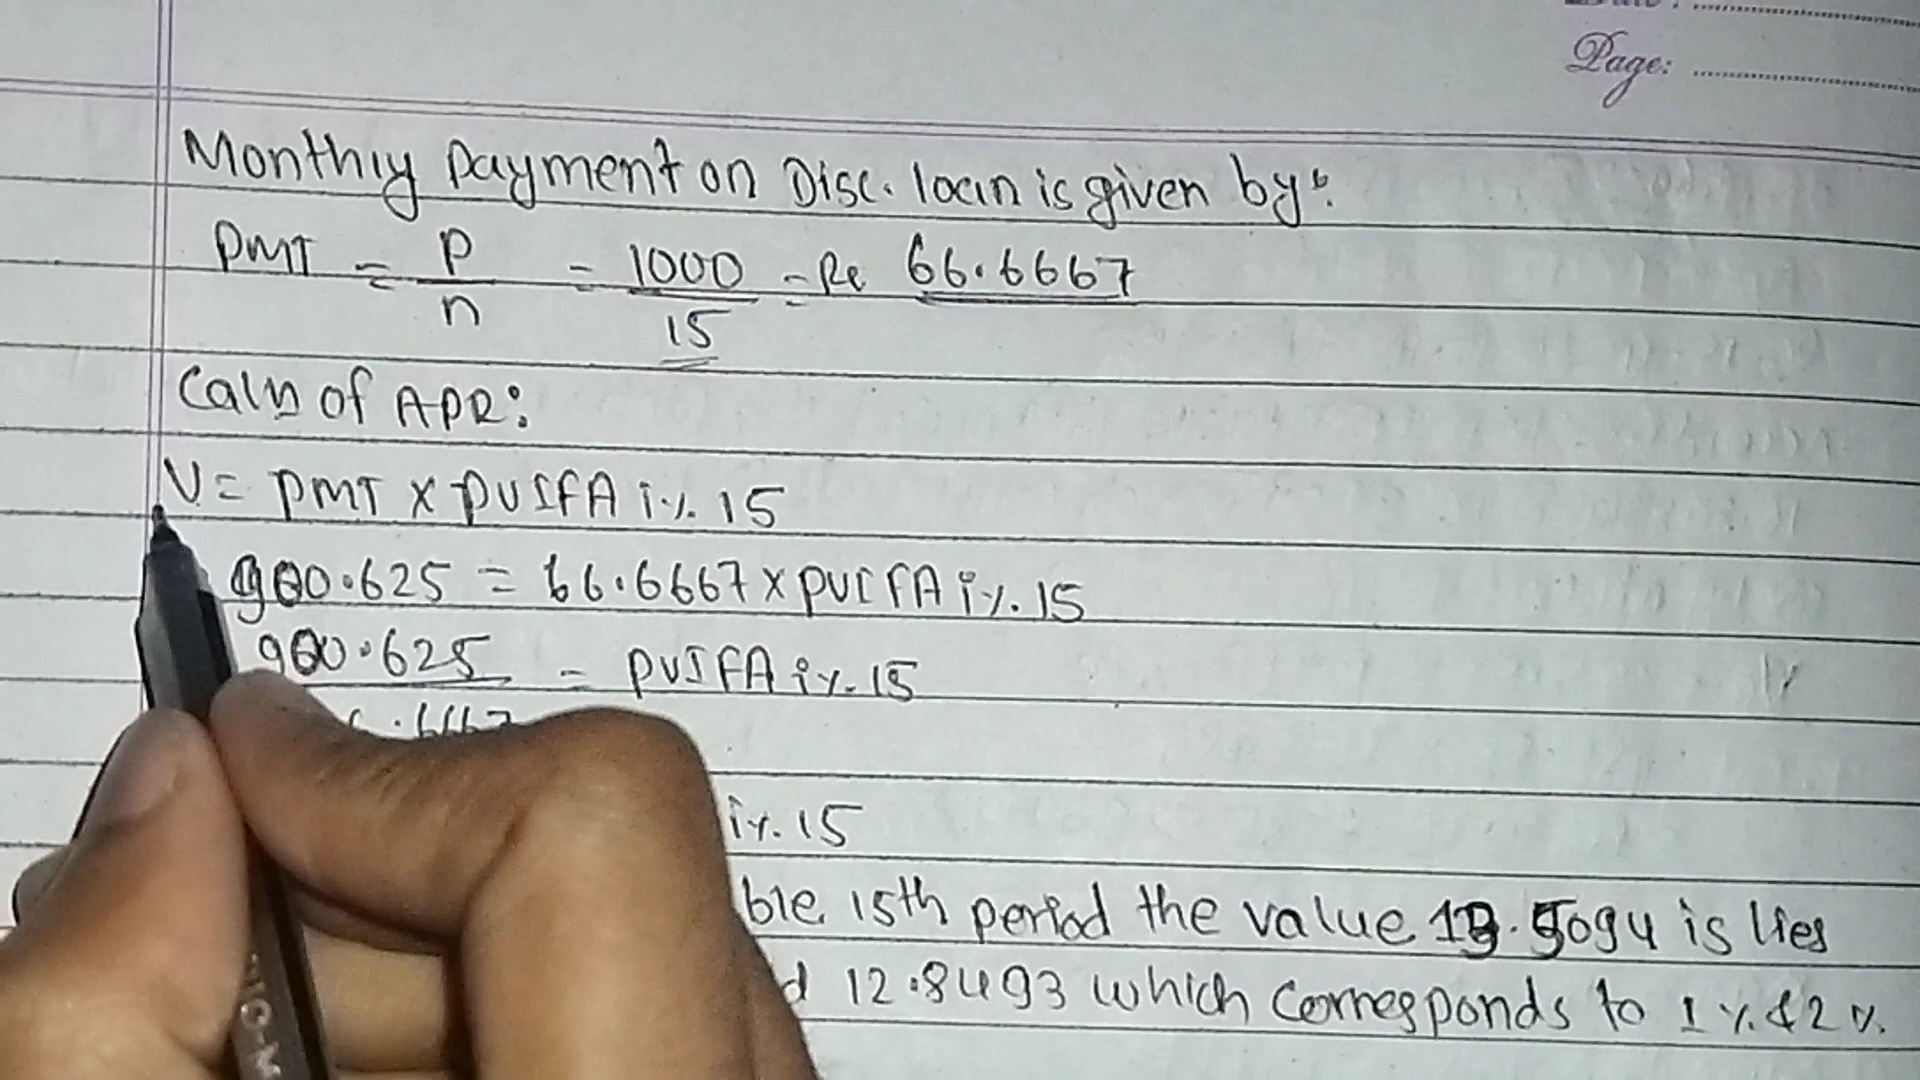 Page:
Monthly payment on Disc. loan is given by:
PMT = P/n = 1000/15 = Re 66.6667
Caln of APR:
V = PMT x PVIFA i% 15
900.625 = 66.6667 x PVIFA i% 15
900.625 = PVIFA i% 15
.6667
i%. 15
ble 15th period the value 13.5094 is lies
d 12.8493 which corresponds to 1% & 2%.